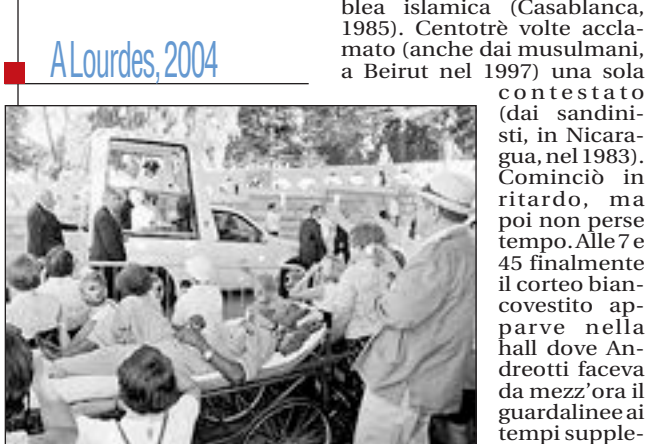 blea islamica (Casablanca,
1985). Centotrè volte accla-
mato (anche dai musulmani,
a Beirut nel 1997) una sola
contestato
(dai sandini-
sti, in Nicara-
gua, nel 1983).
Cominciò in
ritardo, ma
poi non perse
tempo. Alle 7 e
45 finalmente
il corteo bian-
covestito ap-
parve nella
hall dove An-
dreotti faceva
da mezz'ora il
guardalinee ai
tempi supple-
A Lourdes, 2004